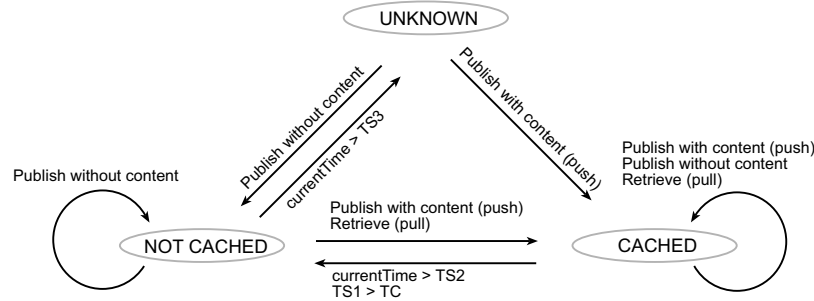 UNKNOWN
Publish without content
currentTime > TS3
Publish with content (push)
Publish with content (push)
Publish without content
Retrieve (pull)
Publish without content
Publish with content (push)
Retrieve (pull)
NOT CACHED
CACHED
currentTime > TS2
TS1 > TC